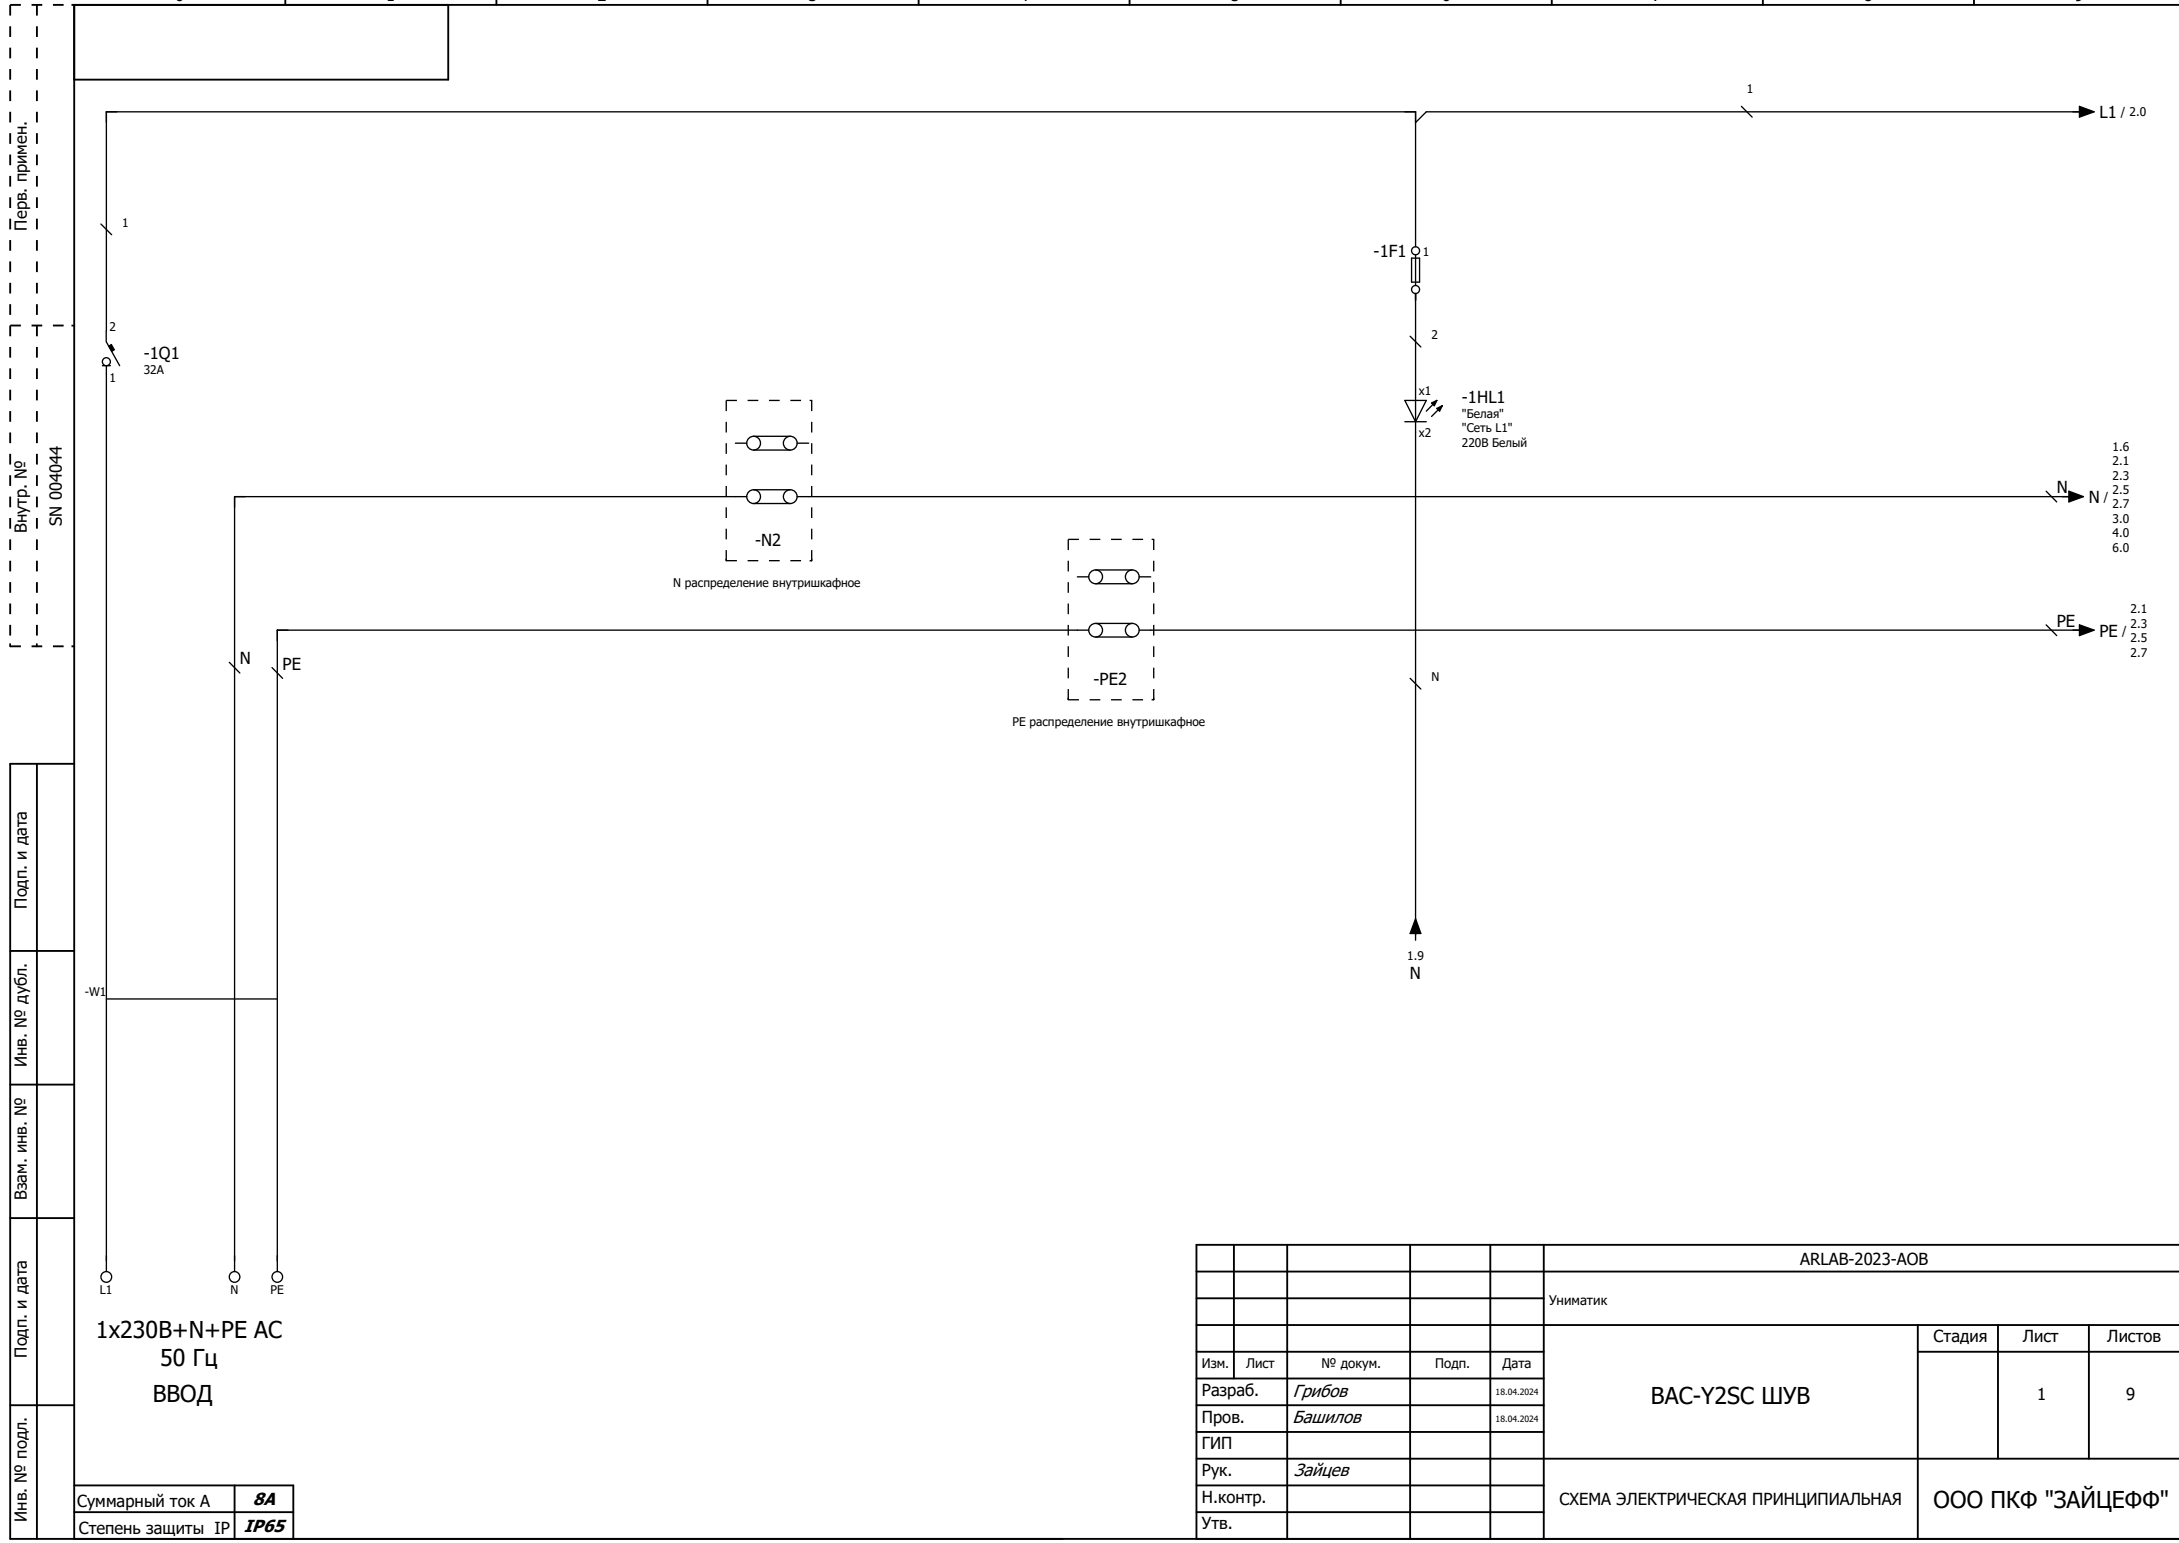 1
L1 / 2.0
Перв. примен.
1
-1F1
1
2
-1Q1
32А
1
2
x1
-1HL1
"Белая"
"Сеть L1"
220В Белый
x2
Внутр. №
SN 004044
-N2
N распределение внутришкафное
N
N /
1.6
2.1
2.3
2.5
2.7
3.0
4.0
6.0
-PE2
PE распределение внутришкафное
PE
PE /
2.1
2.3
2.5
2.7
N
PE
N
1.9
N
Подп. и дата
Инв. № дубл.
-W1
Взам. инв. №
Подп. и дата
Инв. № подл.
L1
N
PE
1x230В+N+PE AC
50 Гц
ВВОД
Суммарный ток А 8А
Степень защиты IP IP65
ARLAB-2023-АОВ
Униматик
Стадия Лист Листов
Изм. Лист № докум. Подп. Дата
Разраб. Грибов 18.04.2024
BAC-Y2SC ШУВ
1 9
Пров. Башилов 18.04.2024
ГИП
Рук. Зайцев
Н.контр.
СХЕМА ЭЛЕКТРИЧЕСКАЯ ПРИНЦИПИАЛЬНАЯ
ООО ПКФ "ЗАЙЦЕФФ"
Утв.